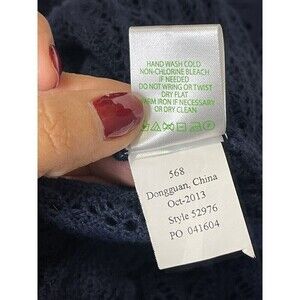 HAND WASH COLD
NON-CHLORINE BLEACH
IF NEEDED
DO NOT WRING OR TWIST
DRY FLAT
ARM IRON IF NECESSARY
OR DRY CLEAN
568
Dongguan, China
Oct-2013
Style 52976
PO 041604